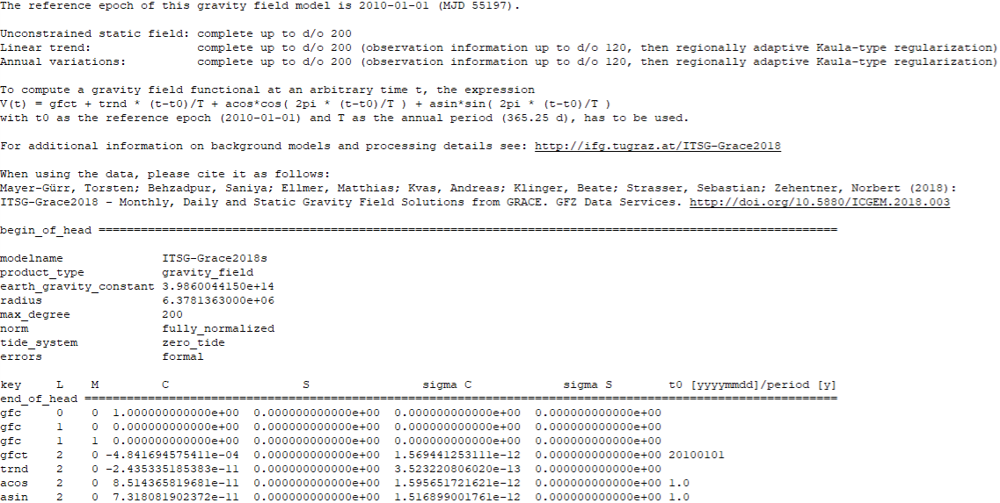 The reference epoch of this gravity field model is 2010-01-01 (MJD 55197).
Unconstrained static field: complete up to d/o 200
Linear trend:               complete up to d/o 200 (observation information up to d/o 120, then regionally adaptive Kaula-type regularization)
Annual variations:          complete up to d/o 200 (observation information up to d/o 120, then regionally adaptive Kaula-type regularization)
To compute a gravity field functional at an arbitrary time t, the expression
V(t) = gfct + trnd * (t-t0)/T + acos*cos( 2pi * (t-t0)/T ) + asin*sin( 2pi * (t-t0)/T )
with t0 as the reference epoch (2010-01-01) and T as the annual period (365.25 d), has to be used.
For additional information on background models and processing details see: http://ifg.tugraz.at/ITSG-Grace2018
When using the data, please cite it as follows:
Mayer-Gürr, Torsten; Behzadpur, Saniya; Ellmer, Matthias; Kvas, Andreas; Klinger, Beate; Strasser, Sebastian; Zehentner, Norbert (2018):
ITSG-Grace2018 - Monthly, Daily and Static Gravity Field Solutions from GRACE. GFZ Data Services. http://doi.org/10.5880/ICGEM.2018.003
begin_of_head =========================================================================================================
modelname              ITSG-Grace2018s
product_type           gravity_field
earth_gravity_constant 3.9860044150e+14
radius                 6.3781363000e+06
max_degree             200
norm                   fully_normalized
tide_system            zero_tide
errors                 formal
key     L    M         C                   S                 sigma C             sigma S        t0 [yyyymmdd]/period [y]
end_of_head ===========================================================================================================
gfc     0    0  1.000000000000e+00  0.000000000000e+00  0.000000000000e+00  0.000000000000e+00
gfc     1    0  0.000000000000e+00  0.000000000000e+00  0.000000000000e+00  0.000000000000e+00
gfc     1    1  0.000000000000e+00  0.000000000000e+00  0.000000000000e+00  0.000000000000e+00
gfct    2    0 -4.841694575411e-04  0.000000000000e+00  1.569441253111e-12  0.000000000000e+00 20100101
trnd    2    0 -2.435335185383e-11  0.000000000000e+00  3.523220806020e-13  0.000000000000e+00
acos    2    0  8.514365819681e-11  0.000000000000e+00  1.595651721621e-12  0.000000000000e+00 1.0
asin    2    0  7.318081902372e-11  0.000000000000e+00  1.516899001761e-12  0.000000000000e+00 1.0